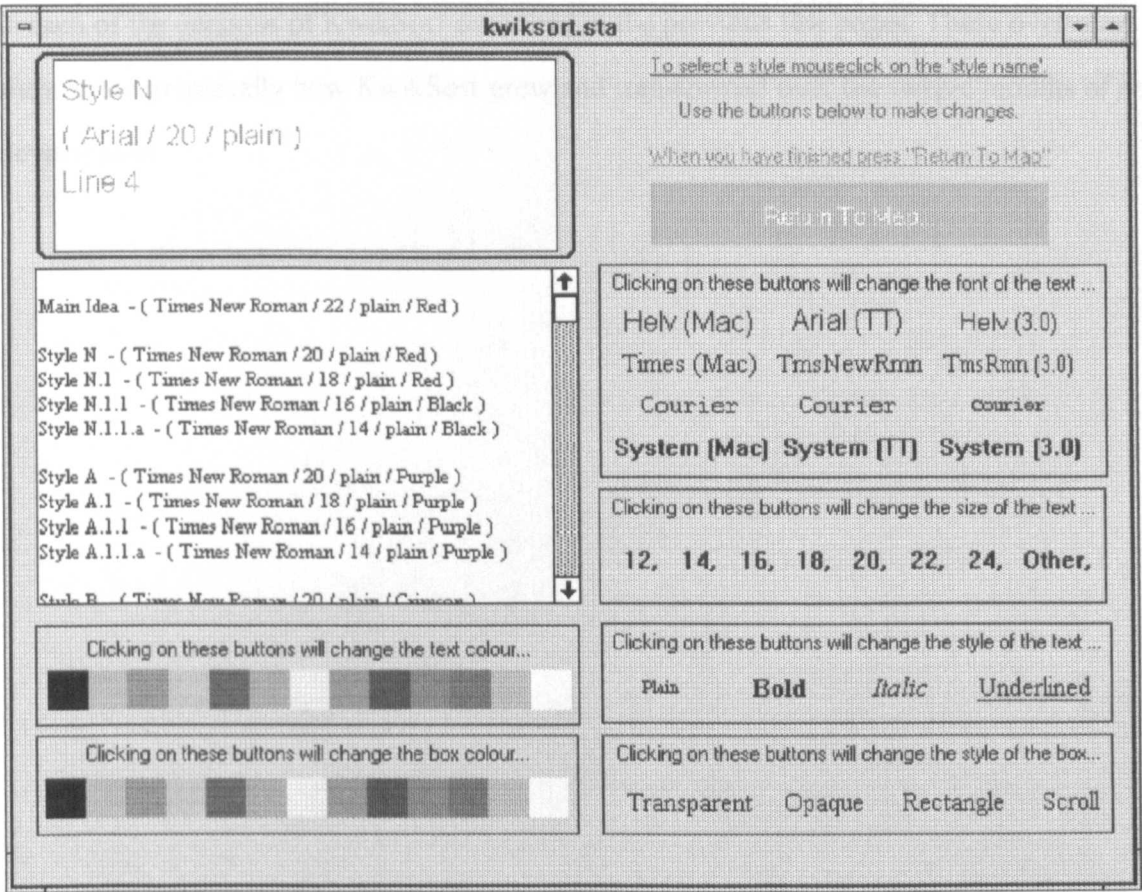 kwiksort.sta
Style N
( Arial / 20 / plain )
Line 4
To select a style mouseclick on the 'style name'.
Use the buttons below to make changes.
When you have finished press "Return To Map"
Return To Map...
Main Idea - ( Times New Roman / 22 / plain / Red )
Style N - ( Times New Roman / 20 / plain / Red )
Style N.1 - ( Times New Roman / 18 / plain / Red )
Style N.1.1 - ( Times New Roman / 16 / plain / Black )
Style N.1.1.a - ( Times New Roman / 14 / plain / Black )
Style A - ( Times New Roman / 20 / plain / Purple )
Style A.1 - ( Times New Roman / 18 / plain / Purple )
Style A.1.1 - ( Times New Roman / 16 / plain / Purple )
Style A.1.1.a - ( Times New Roman / 14 / plain / Purple )
Style B - ( Times New Roman / 20 / plain / Crimson )
Clicking on these buttons will change the font of the text ...
Helv (Mac) Arial (TT) Helv (3.0)
Times (Mac) TmsNewRmn TmsRmn (3.0)
Courier Courier Courier
System (Mac) System (TT) System (3.0)
Clicking on these buttons will change the size of the text ...
12, 14, 16, 18, 20, 22, 24, Other,
Clicking on these buttons will change the text colour...
Clicking on these buttons will change the style of the text ...
Plain Bold Italic Underlined
Clicking on these buttons will change the box colour...
Clicking on these buttons will change the style of the box...
Transparent Opaque Rectangle Scroll